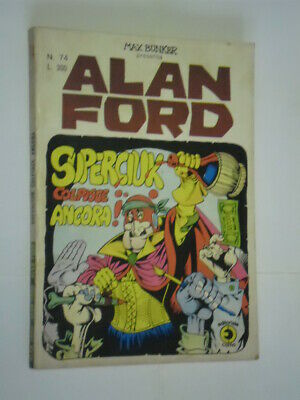 MAX BUNKER
presenta
N. 74
L. 300
ALAN
FORD
SUPERCIUK
COLPISCE
ANCORA!